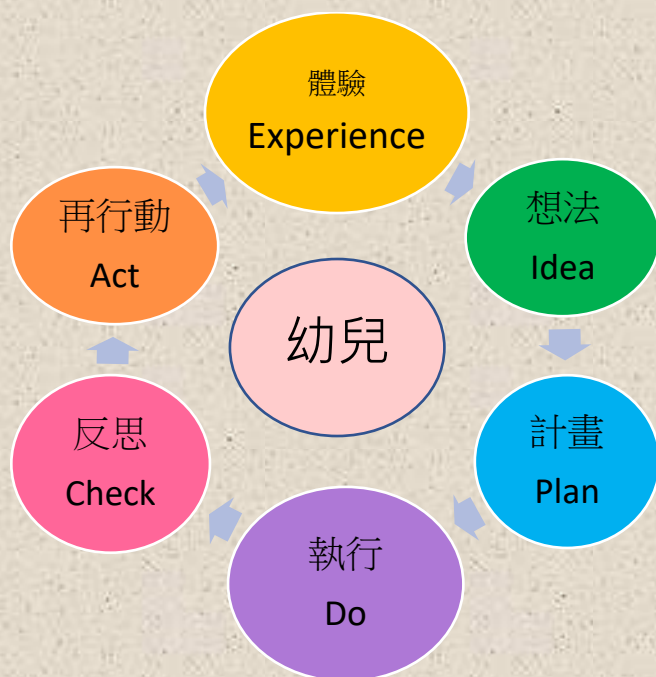 體驗
Experience
想法
Idea
計畫
Plan
執行
Do
反思
Check
再行動
Act
幼兒